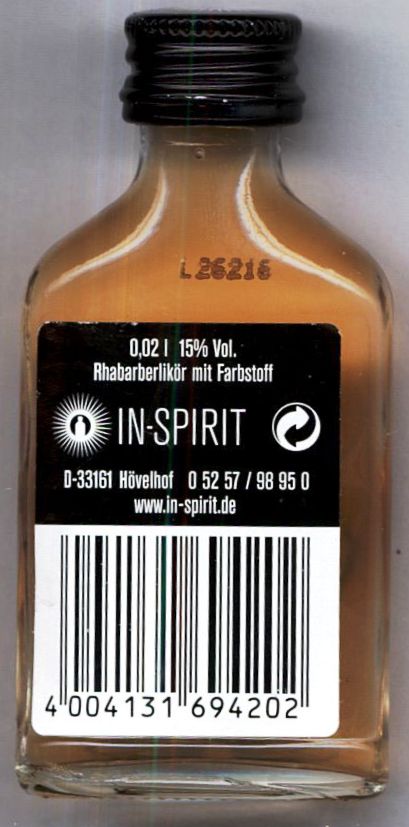 L26216
0,02 l 15% Vol.
Rhabarberlikör mit Farbstoff
IN-SPIRIT
D-33161 Hövelhof 0 52 57 / 98 95 0
www.in-spirit.de
4 004131 694202